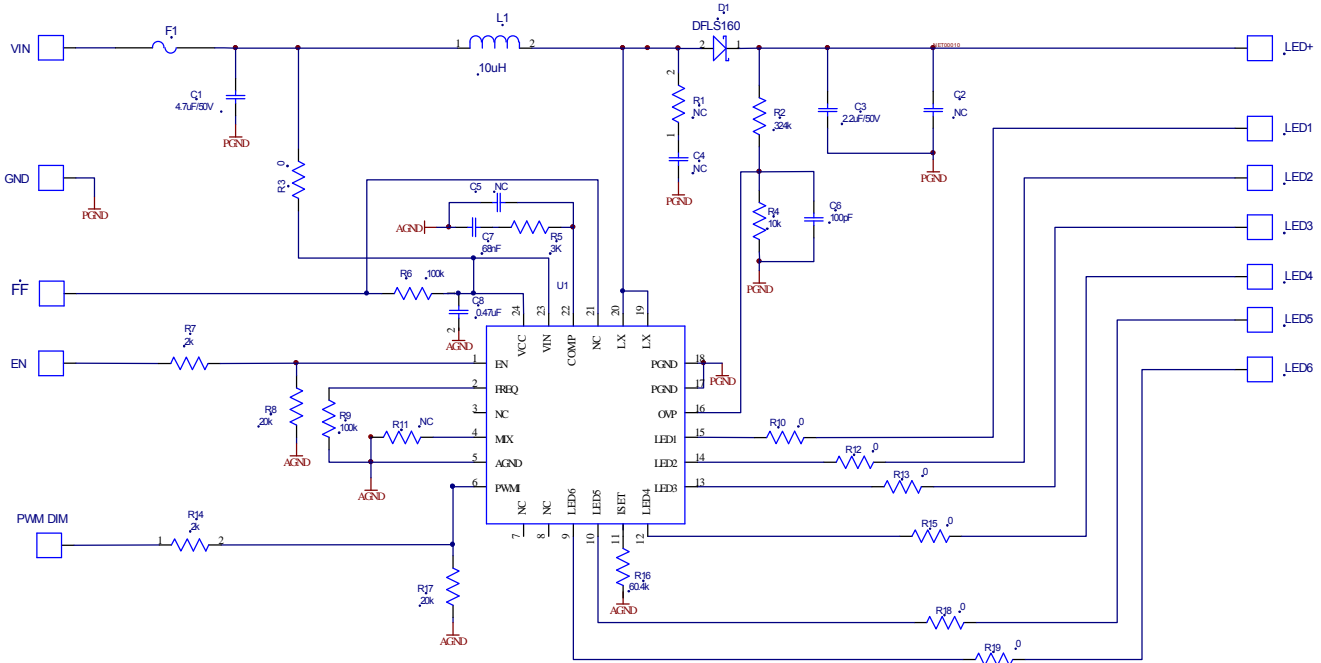 VIN
F1
L1
1
2
10uH
D1
DFLS160
2
1
NET00010
LED+
C1
4.7uF/50V
PGND
2
R1
NC
1
C4
NC
PGND
R2
324k
C3
2.2uF/50V
C2
NC
PGND
LED1
GND
PGND
R3
0
C5
NC
AGND
C7
68nF
R5
3K
R4
10k
C6
100pF
PGND
LED2
LED3
FF
R6
100k
C8
0.47uF
2
AGND
U1
24
23
22
21
20
19
VCC
VIN
COMP
NC
LX
LX
LED4
LED5
EN
R7
2k
1
EN
PGND
18
PGND
LED6
R8
20k
AGND
R9
100k
2
FREQ
PGND
17
3
NC
OVP
16
R11
NC
4
MIX
LED1
15
R10
0
5
AGND
LED2
14
R12
0
AGND
6
PWMI
LED3
13
R13
0
NC
NC
LED6
LED5
ISET
LED4
7
8
9
10
11
12
PWM DIM
R14
2k
1
2
R15
0
R17
20k
AGND
R16
60.4k
AGND
R18
0
R19
0